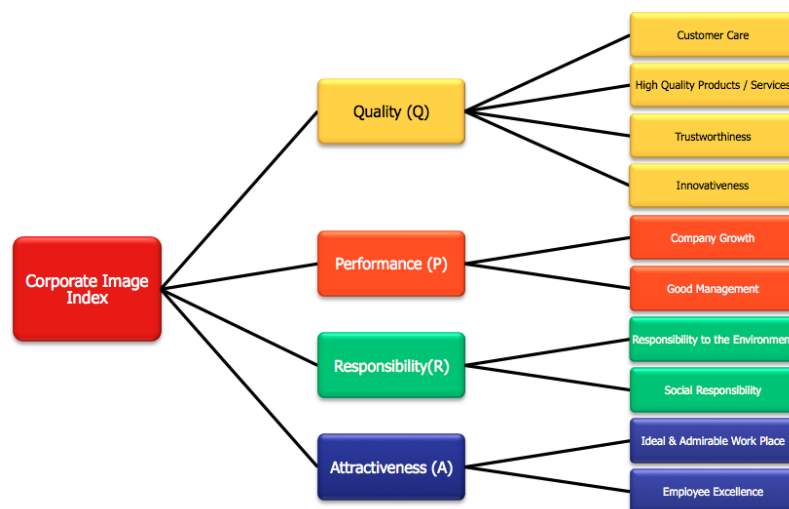 Corporate Image
Index
Quality (Q)
Performance (P)
Responsibility(R)
Attractiveness (A)
Customer Care
High Quality Products / Services
Trustworthiness
Innovativeness
Company Growth
Good Management
Responsibility to the Environmen
Social Responsibility
Ideal & Admirable Work Place
Employee Excellence